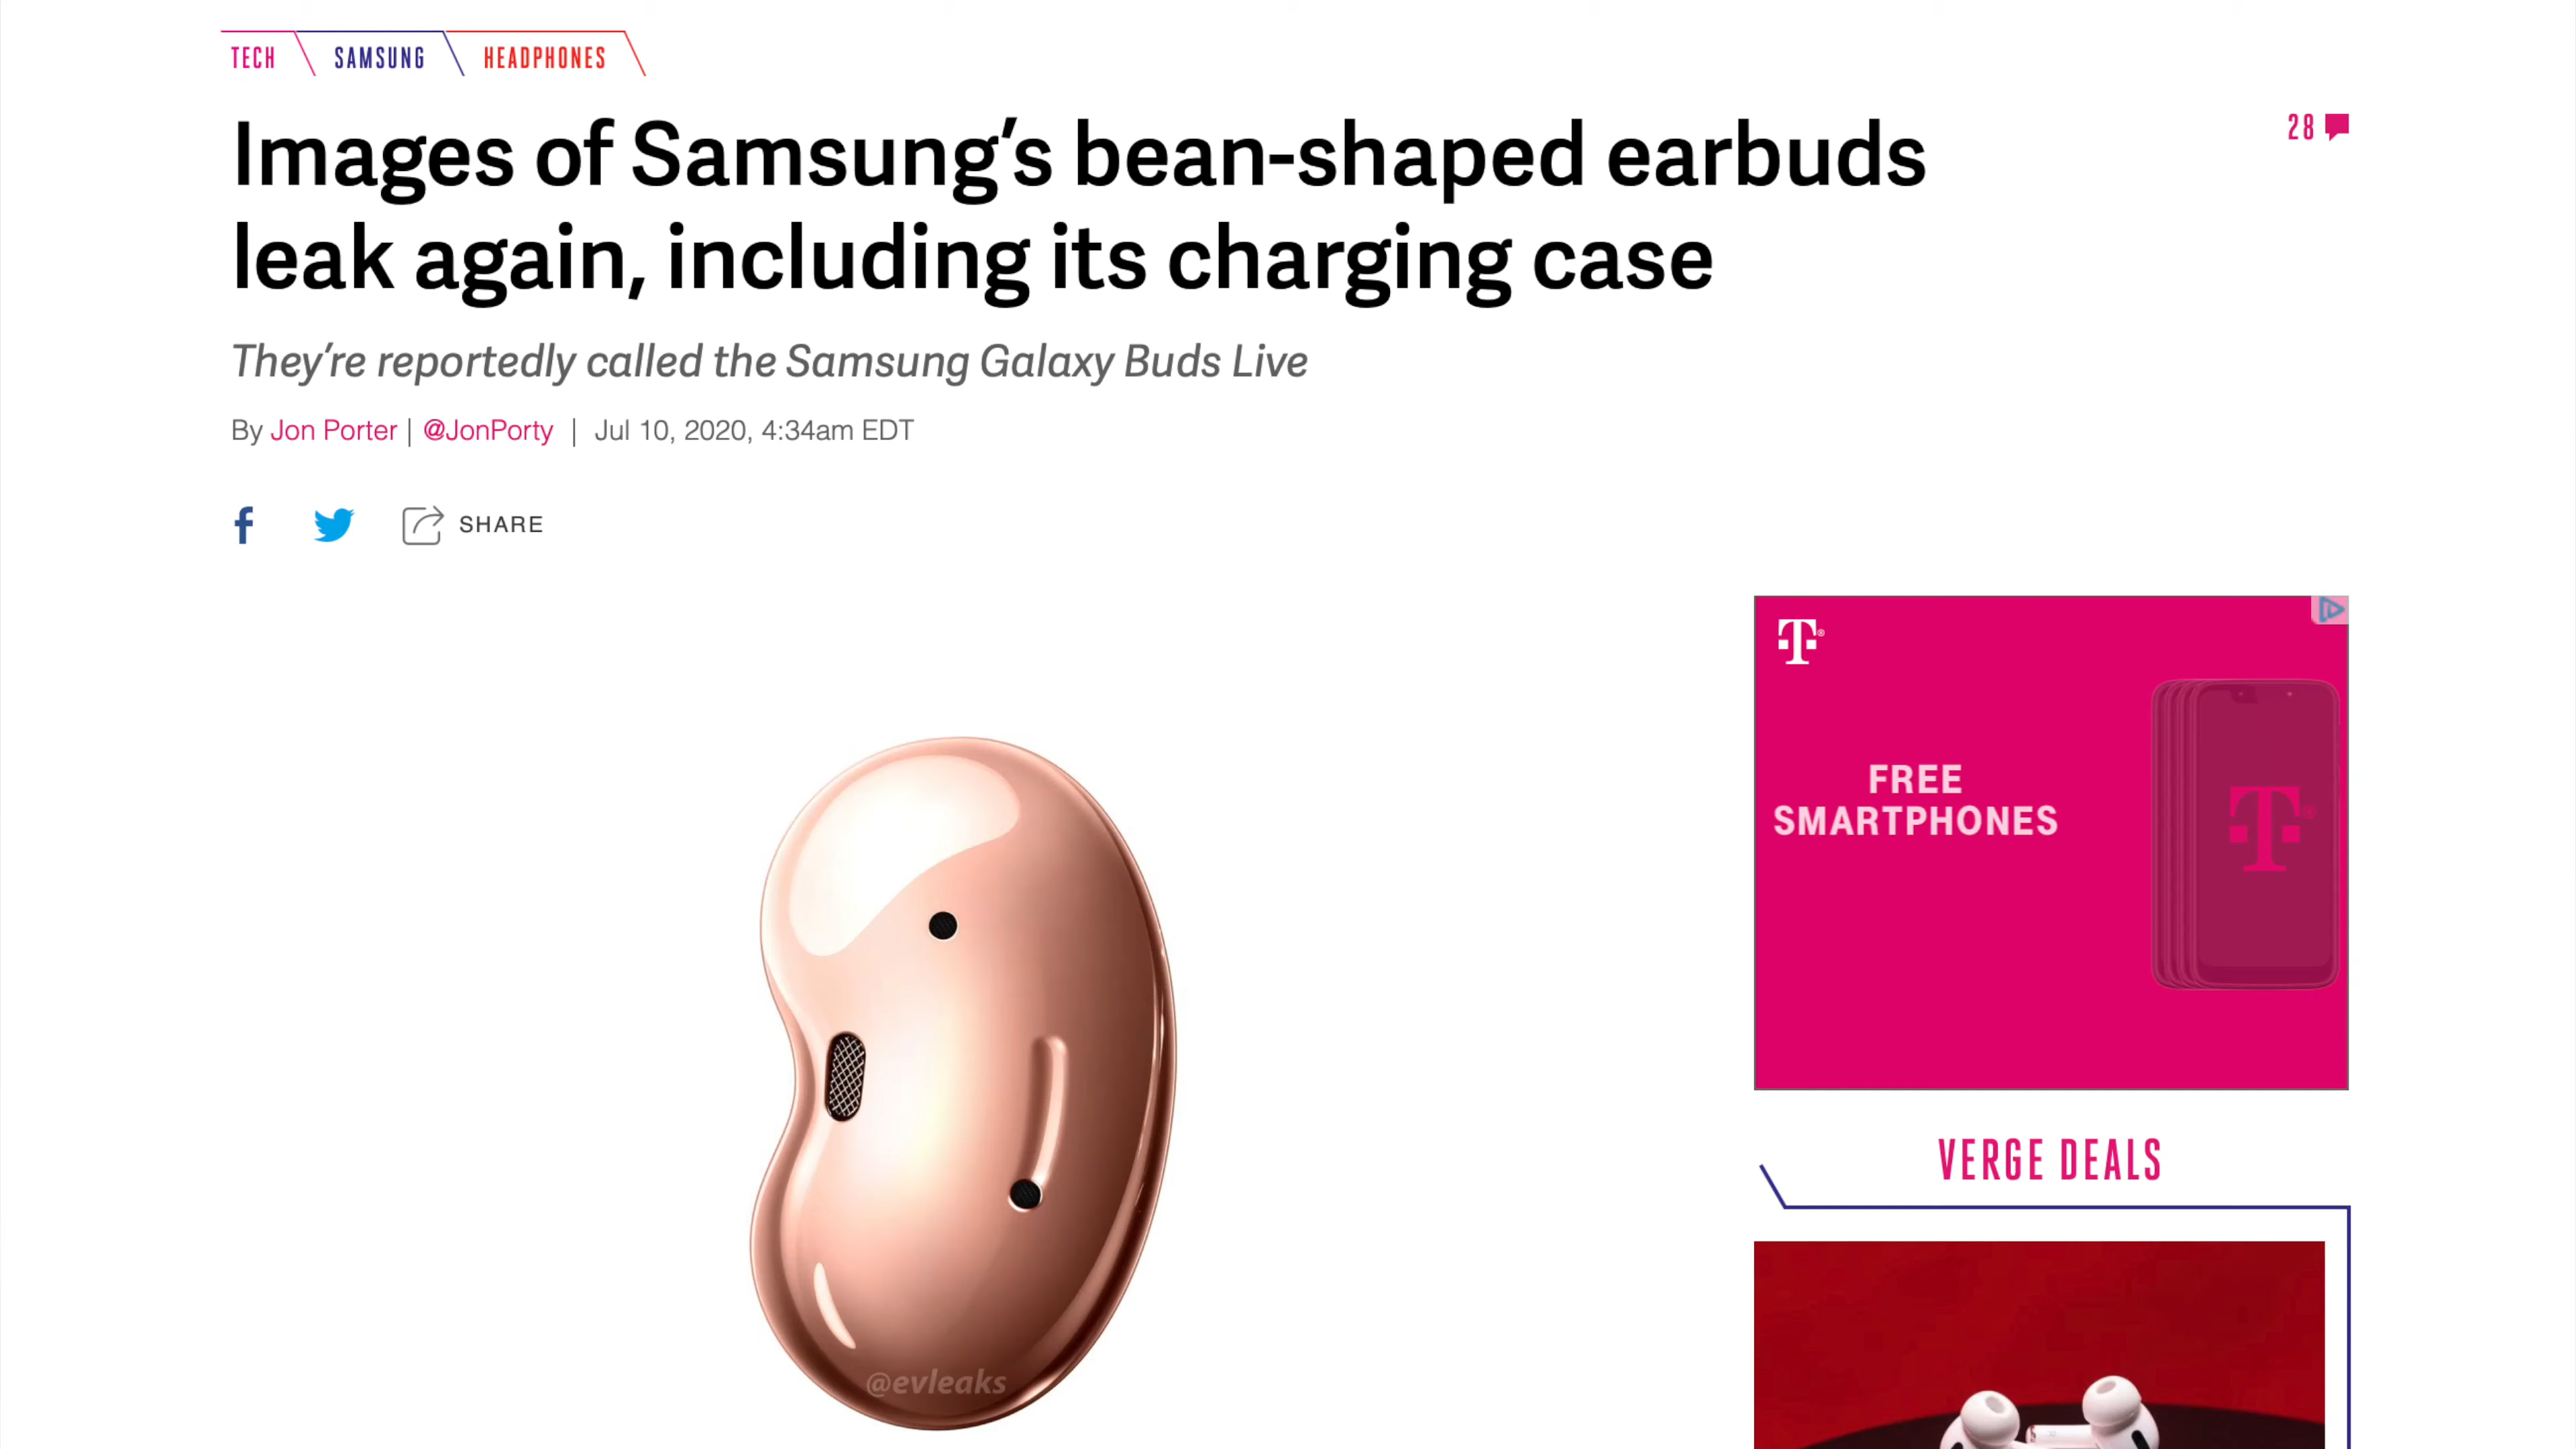 TECH SAMSUNG HEADPHONES
Images of Samsung's bean-shaped earbuds
leak again, including its charging case
28
They're reportedly called the Samsung Galaxy Buds Live
By Jon Porter | @JonPorty | Jul 10, 2020, 4:34am EDT
f SHARE
T®
FREE
SMARTPHONES
T®
VERGE DEALS
@evleaks